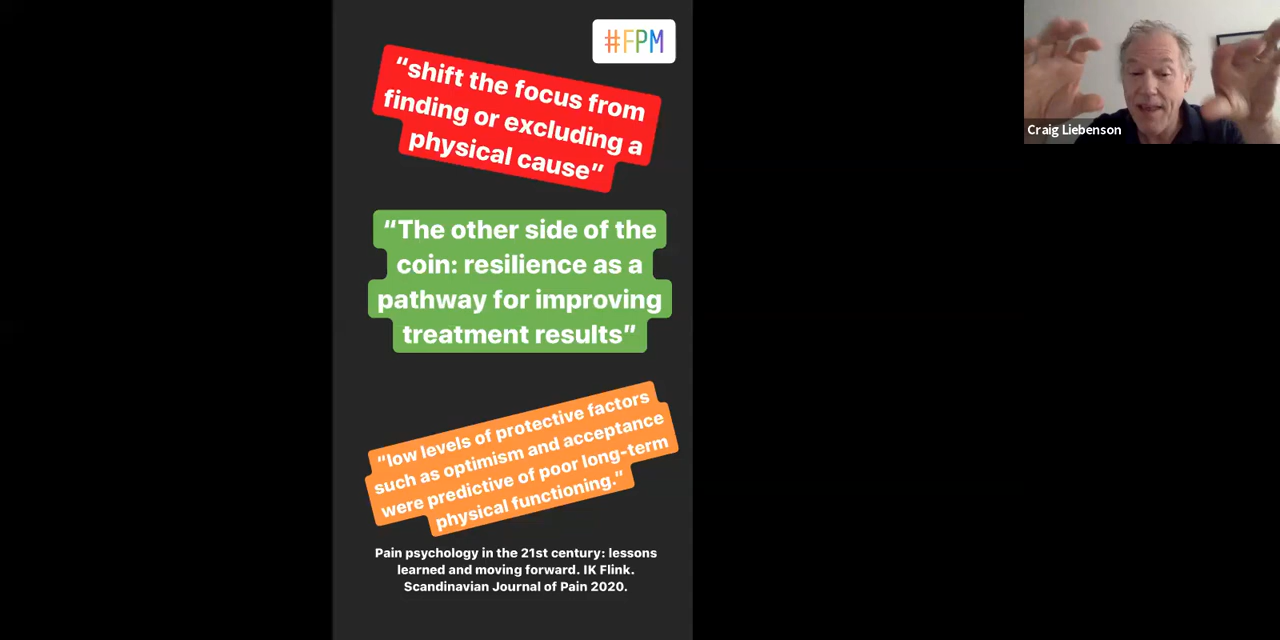 #FPM
“shift the focus from
finding or excluding a
physical cause”
“The other side of the
coin: resilience as a
pathway for improving
treatment results”
“low levels of protective factors
such as optimism and acceptance
were predictive of poor long-term
physical functioning.”
Pain psychology in the 21st century: lessons
learned and moving forward. IK Flink.
Scandinavian Journal of Pain 2020.
Craig Liebenson